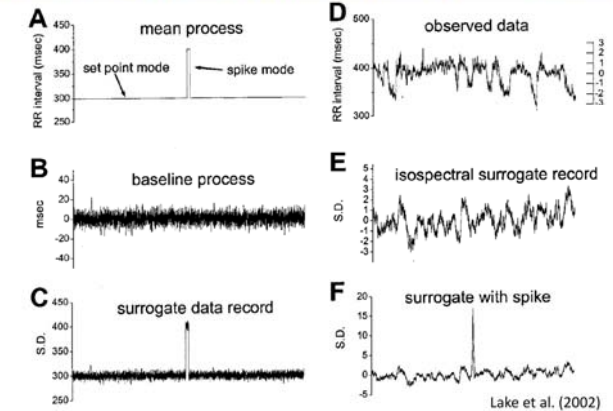 A
mean process
RR interval (msec)
450
400
350
300
250
set point mode
spike mode
B
baseline process
msec
40
20
0
-20
-40
C
surrogate data record
S.D.
450
400
350
300
250
D
observed data
RR interval (msec)
500
400
300
3
2
1
0
-1
-2
-3
E
isospectral surrogate record
S.D.
5
4
3
2
1
0
-1
-2
-3
F
surrogate with spike
S.D.
20
15
10
5
0
-5
Lake et al. (2002)